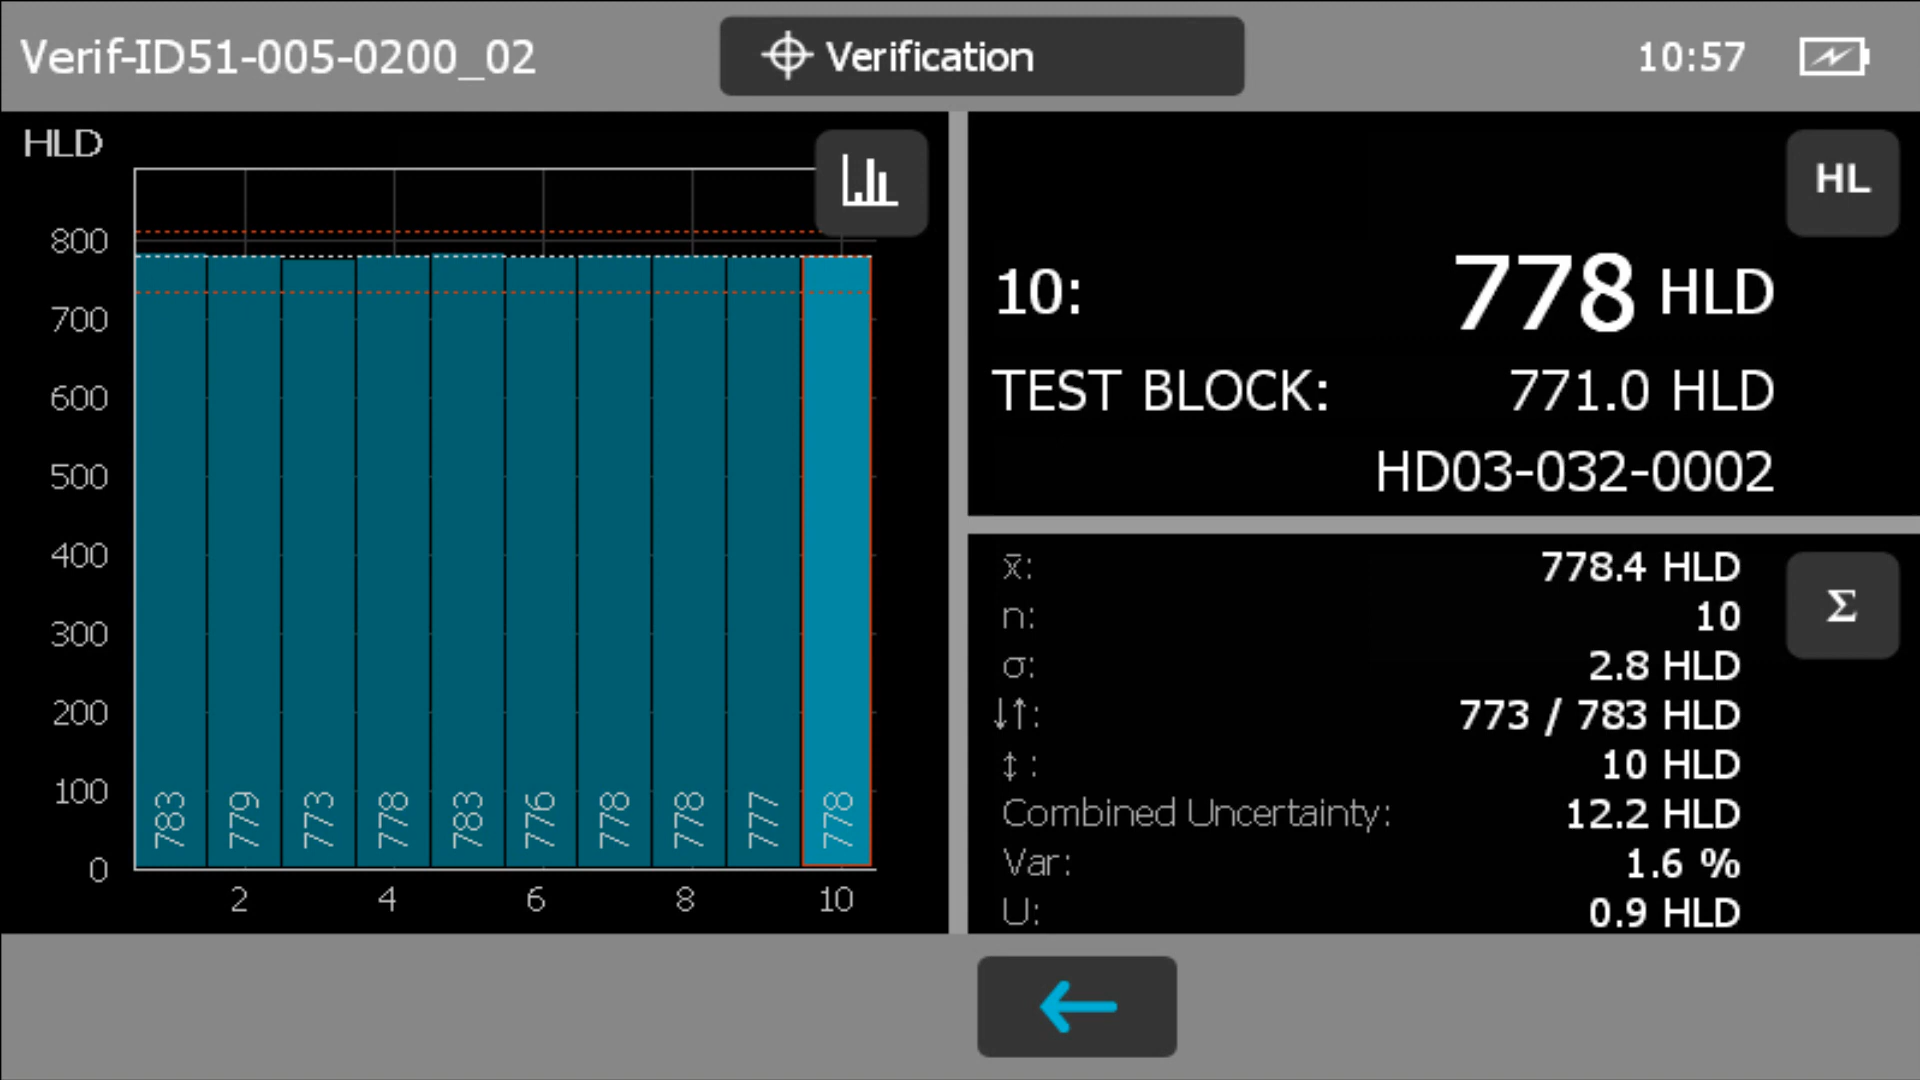 Verif-ID51-005-0200_02
Verification
10:57
HLD
800
700
600
500
400
300
200
100
0
783
779
773
778
783
776
778
778
777
778
2
4
6
8
10
HL
10: 778 HLD
TEST BLOCK: 771.0 HLD
HD03-032-0002
x̄: 778.4 HLD
n: 10
σ: 2.8 HLD
↓↑: 773 / 783 HLD
↕: 10 HLD
Combined Uncertainty: 12.2 HLD
Var: 1.6 %
U: 0.9 HLD
Σ